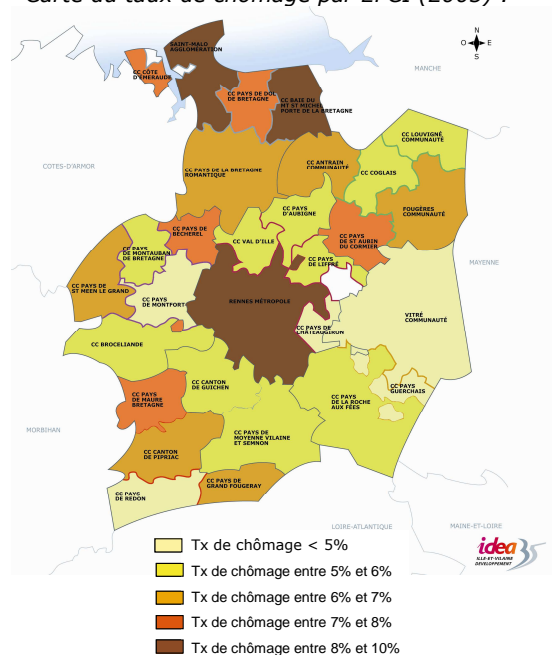 Carte du taux de chômage par EPCI (2005) :
N
O
E
S
SAINT-MALO
AGGLOMÉRATION
MANCHE
CC CÔTE
D'ÉMERAUDE
CC PAYS DE DOL
DE BRETAGNE
CC BAIE DU
MT ST MICHEL
PORTE DE LA BRETAGNE
CC LOUVIGNÉ
COMMUNAUTÉ
COTES-D'ARMOR
CC PAYS DE LA BRETAGNE
ROMANTIQUE
CC ANTRAIN
COMMUNAUTÉ
CC COGLAIS
CC PAYS
D'AUBIGNE
FOUGÈRES
COMMUNAUTÉ
CC PAYS DE
BÉCHEREL
CC VAL D'ILLE
CC PAYS
DE ST AUBIN
DU CORMIER
CC PAYS
DE MONTAUBAN
DE BRETAGNE
CC PAYS
DE LIFFRÉ
MAYENNE
CC PAYS DE
ST MEEN LE GRAND
CC PAYS
DE MONTFORT
RENNES MÉTROPOLE
VITRÉ
COMMUNAUTÉ
CC PAYS DE
CHATEAUGIRON
CC BROCELIANDE
CC CANTON
DE GUICHEN
CC PAYS
GUERCHAIS
CC PAYS
DE MAURE
BRETAGNE
CC PAYS
DE LA ROCHE
AUX FÉES
MORBIHAN
CC PAYS DE
MOYENNE VILAINE
ET SEMNON
CC CANTON
DE PIPRIAC
CC PAYS DE
GRAND FOUGERAY
CC PAYS
DE REDON
LOIRE-ATLANTIQUE
MAINE-ET-LOIRE
idea35
ILLE-ET-VILAINE
DEVELOPPEMENT
Tx de chômage < 5%
Tx de chômage entre 5% et 6%
Tx de chômage entre 6% et 7%
Tx de chômage entre 7% et 8%
Tx de chômage entre 8% et 10%